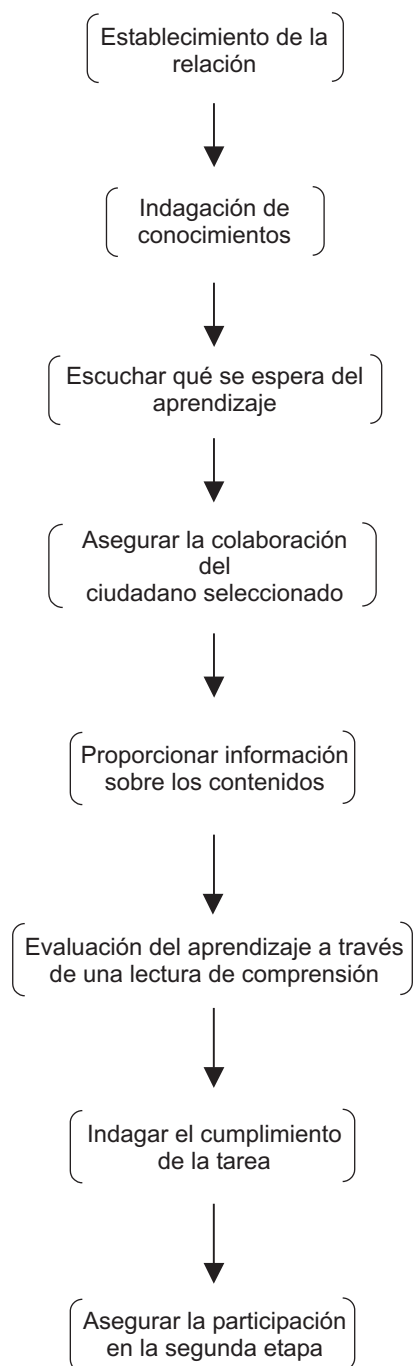 Establecimiento de la
relación
Indagación de
conocimientos
Escuchar qué se espera del
aprendizaje
Asegurar la colaboración
del
ciudadano seleccionado
Proporcionar información
sobre los contenidos
Evaluación del aprendizaje a través
de una lectura de comprensión
Indagar el cumplimiento
de la tarea
Asegurar la participación
en la segunda etapa